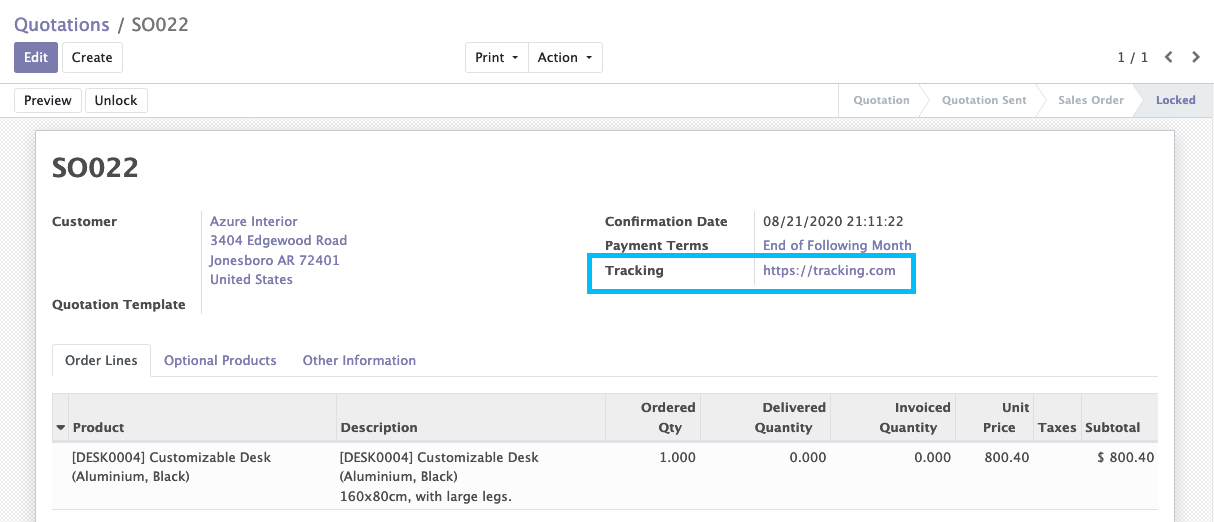 Quotations / SO022
Edit Create Print Action 1 / 1
Preview Unlock Quotation Quotation Sent Sales Order Locked
SO022
Customer Azure Interior
3404 Edgewood Road
Jonesboro AR 72401
United States
Quotation Template
Confirmation Date 08/21/2020 21:11:22
Payment Terms End of Following Month
Tracking https://tracking.com
Order Lines Optional Products Other Information
Product Description Ordered Qty Delivered Quantity Invoiced Quantity Unit Price Taxes Subtotal
[DESK0004] Customizable Desk [DESK0004] Customizable Desk 1.000 0.000 0.000 800.40 $ 800.40
(Aluminium, Black) (Aluminium, Black)
160x80cm, with large legs.